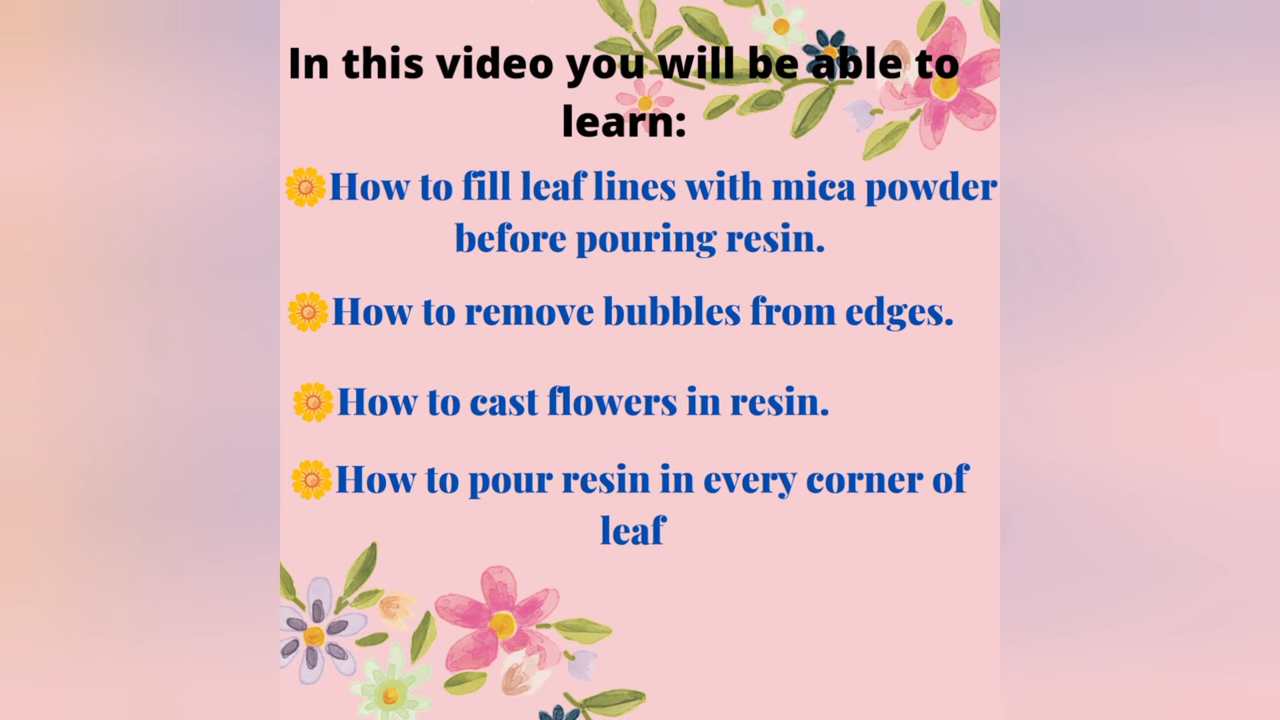 In this video you will be able to
learn:
🌼How to fill leaf lines with mica powder
before pouring resin.
🌼How to remove bubbles from edges.
🌼How to cast flowers in resin.
🌼How to pour resin in every corner of
leaf